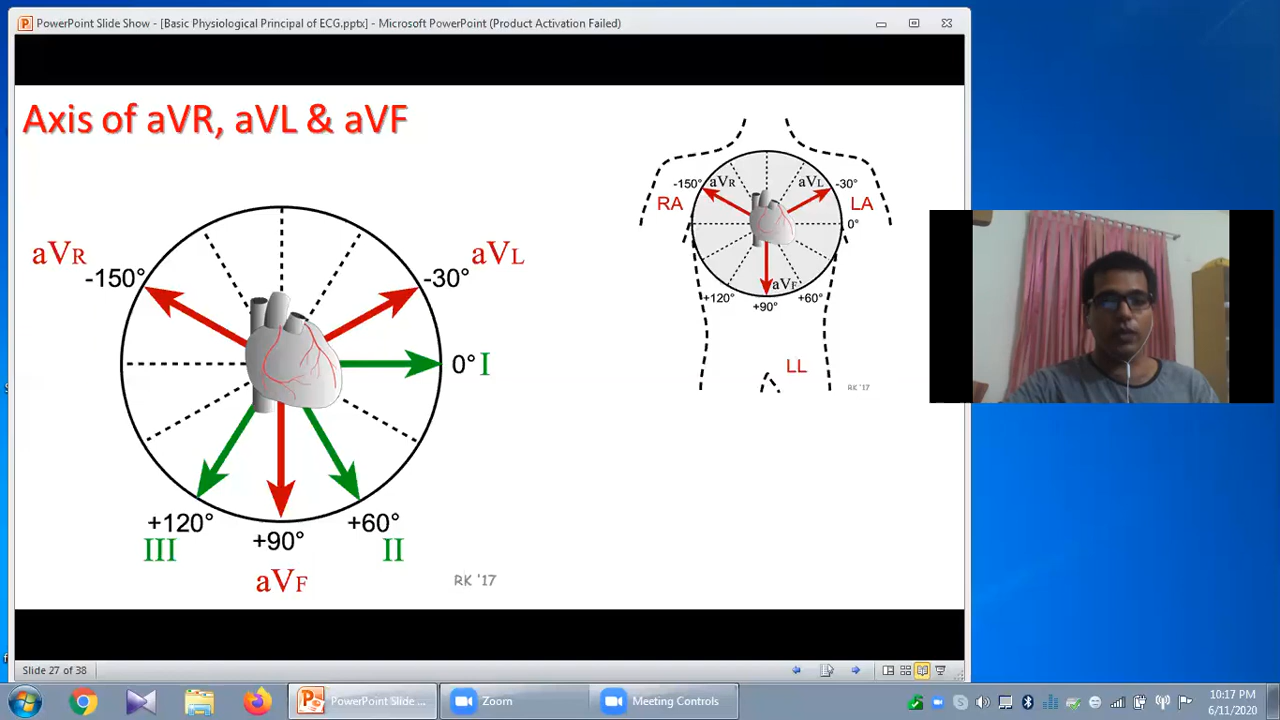 PowerPoint Slide Show - [Basic Physiological Principal of ECG.pptx] - Microsoft PowerPoint (Product Activation Failed)
Axis of aVR, aVL & aVF
aVR
-150°
-30°
aVL
0° I
+120°
III
+90°
+60°
II
aVF
RK '17
-150°
aVR
aVL
-30°
RA
LA
0°
+120°
aVF
+60°
+90°
LL
RK '17
Slide 27 of 38
PowerPoint Slide ...
Zoom
Meeting Controls
10:17 PM
6/11/2020